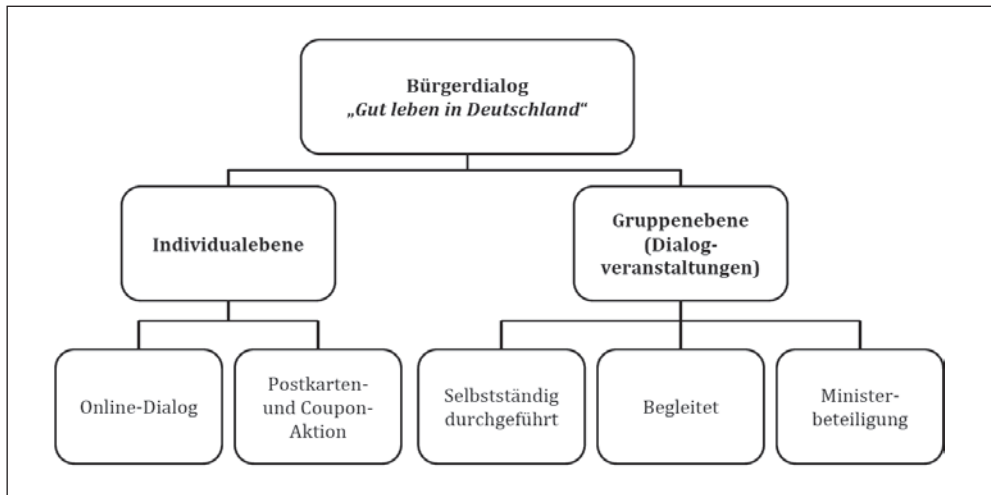 Bürgerdialog
„Gut leben in Deutschland“
Individualebene
Gruppenebene
(Dialog-
veranstaltungen)
Online-Dialog
Postkarten-
und Coupon-
Aktion
Selbstständig
durchgeführt
Begleitet
Minister-
beteiligung